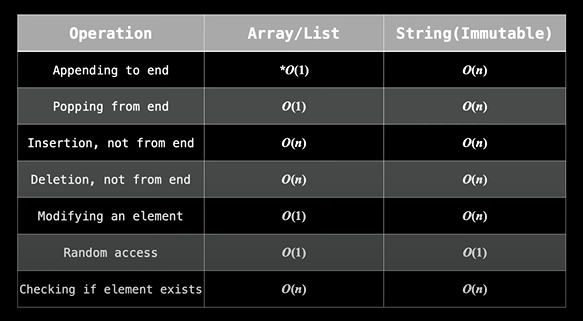 Operation Array/List String(Immutable)
Appending to end *O(1) O(n)
Popping from end O(1) O(n)
Insertion, not from end O(n) O(n)
Deletion, not from end O(n) O(n)
Modifying an element O(1) O(n)
Random access O(1) O(1)
Checking if element exists O(n) O(n)